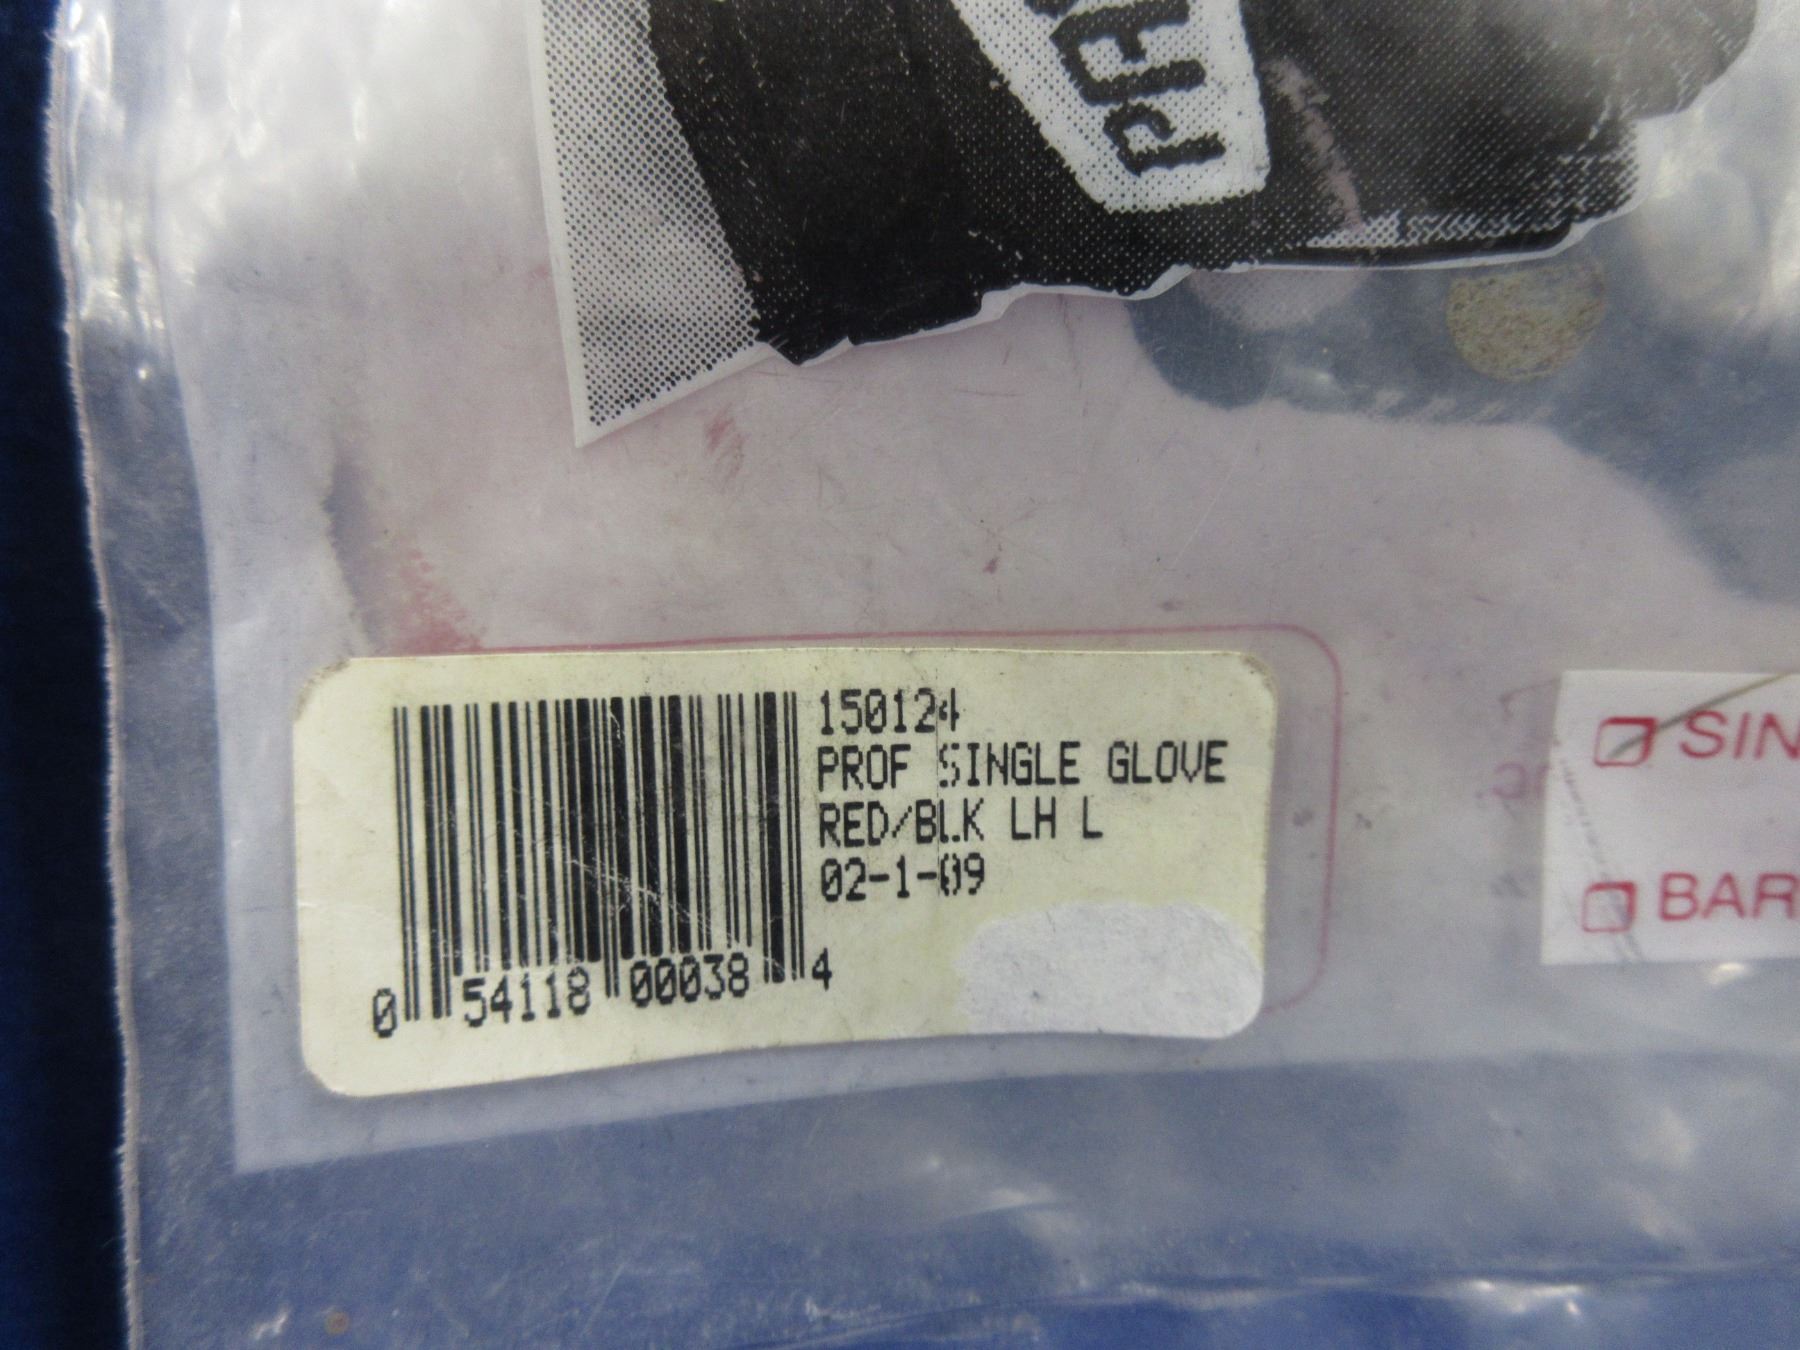 150124
PROF SINGLE GLOVE
RED/BLK LH L
02-1-09
0 54118 00038 4
SIN
BAR